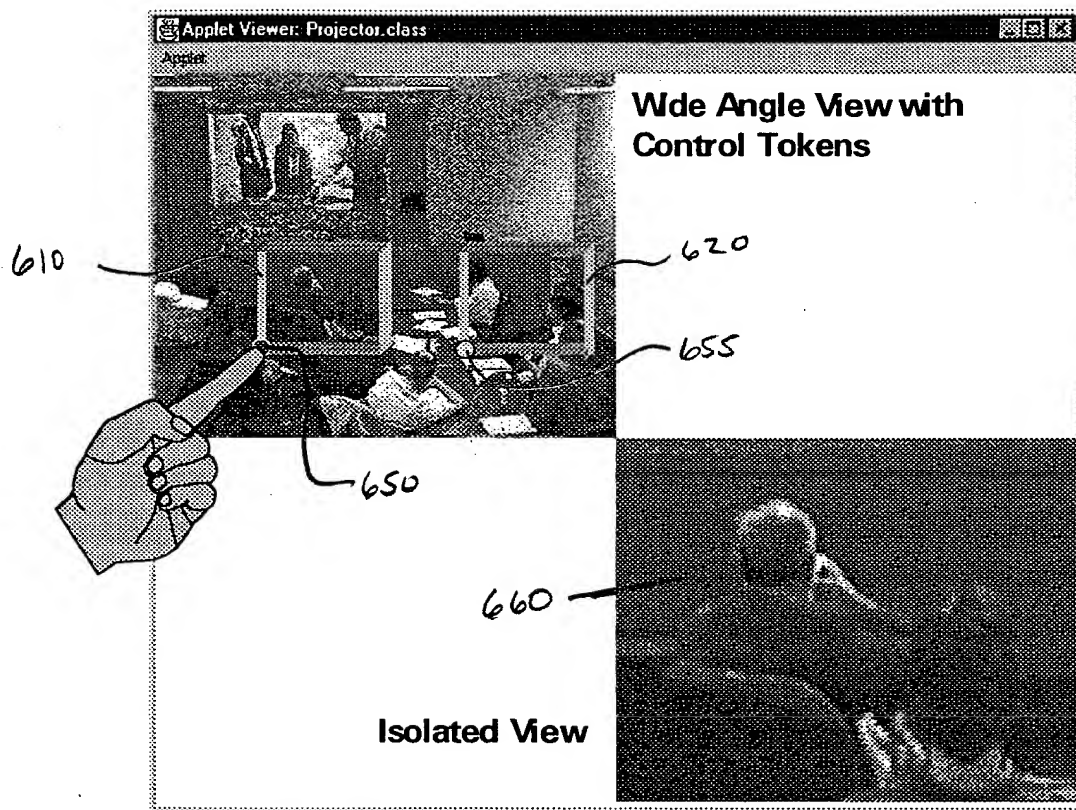 Applet Viewer: Projector.class
Applet
Wide Angle View with
Control Tokens
610
620
655
650
660
Isolated View